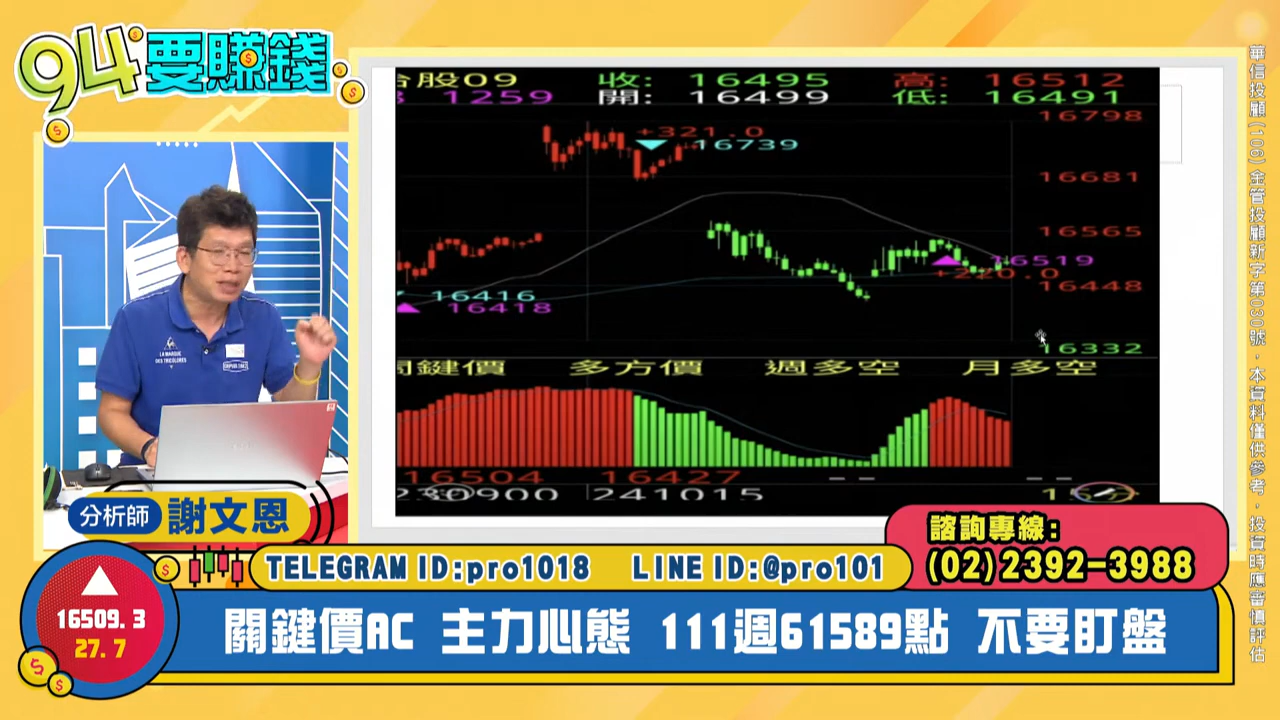 94要賺錢
台股09
收: 16495
高: 16512
1259
開: 16499
低: 16491
16798
+321.0
16739
16681
16565
16519
+220.0
16448
16416
16418
16332
關鍵價 多方價 週多空 月多空
16504 16427 -- --
230900 241015
LA MARQUE
DES TRICOLORES
DEPUIS 1882
分析師 謝文恩
諮詢專線:
(02)2392-3988
TELEGRAM ID:pro1018 LINE ID:@pro101
16509.3
27.7
關鍵價AC 主力心態 111週61589點 不要盯盤
華信投顧(106)金管投顧新字第030號，本資料僅供參考，投資時應審慎評估